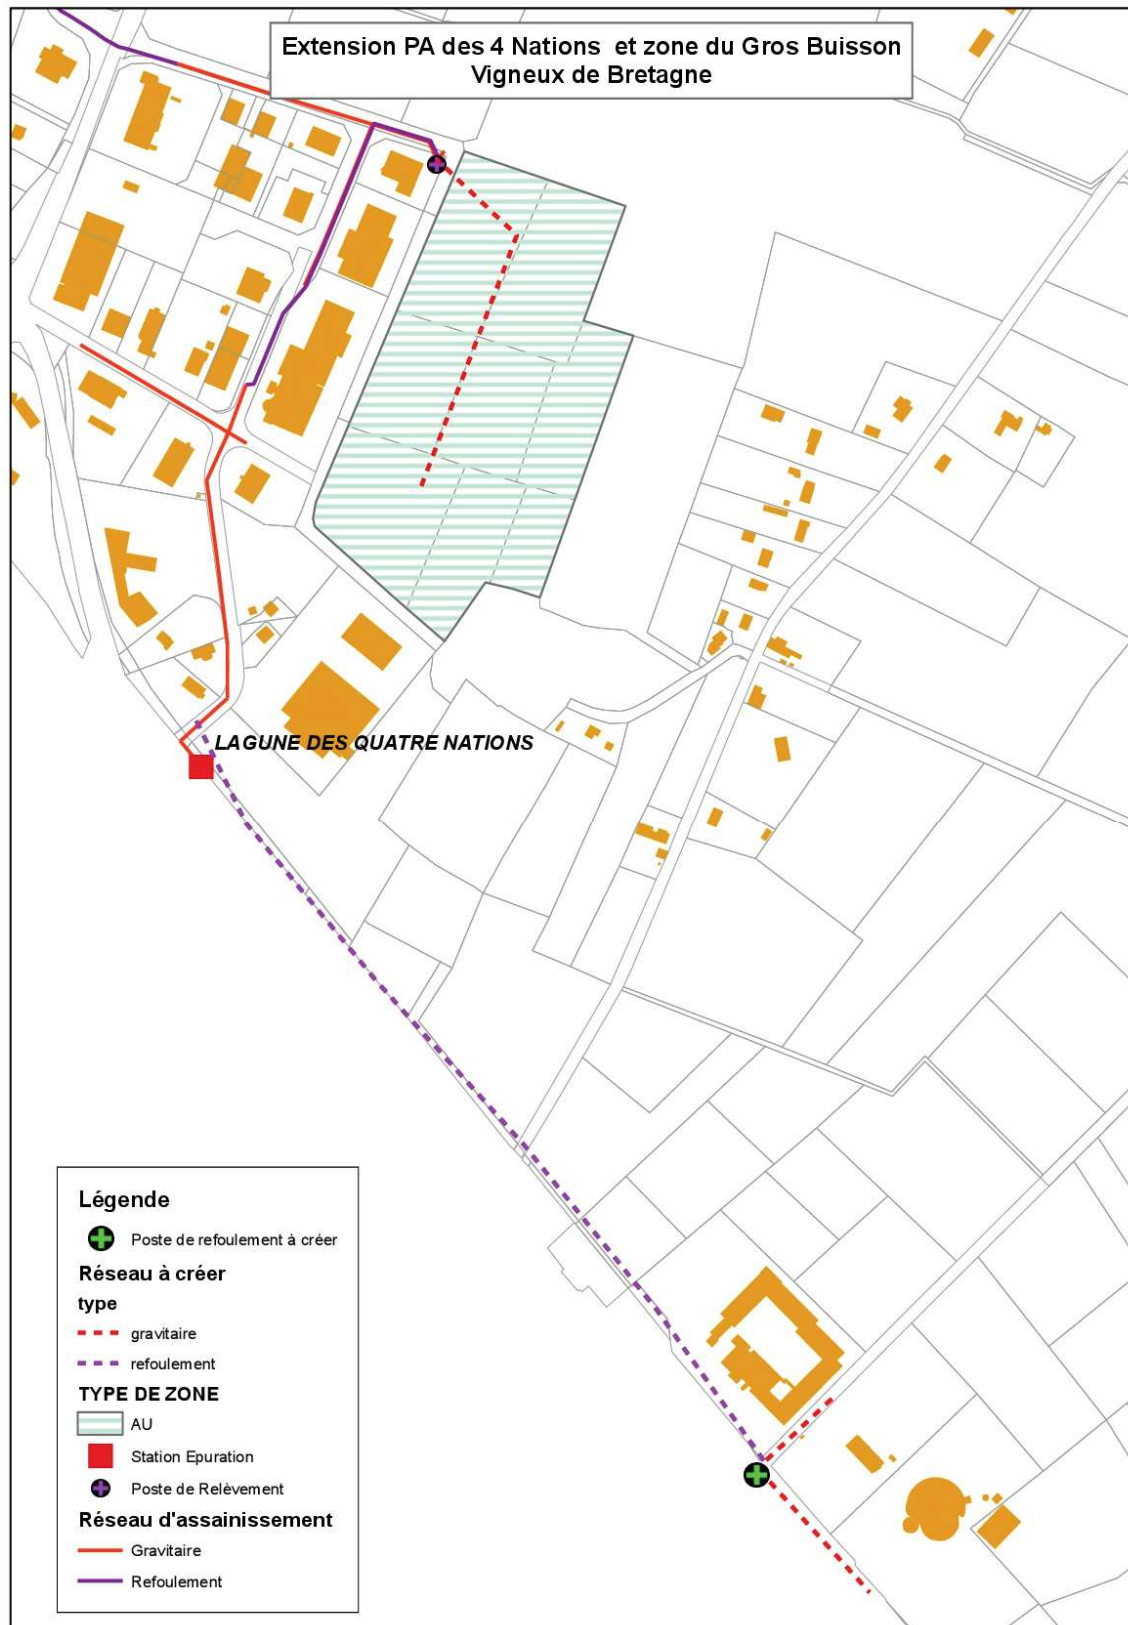 Extension PA des 4 Nations et zone du Gros Buisson
Vigneux de Bretagne
LAGUNE DES QUATRE NATIONS
Légende
Poste de refoulement à créer
Réseau à créer
type
gravitaire
refoulement
TYPE DE ZONE
AU
Station Epuration
Poste de Relèvement
Réseau d'assainissement
Gravitaire
Refoulement